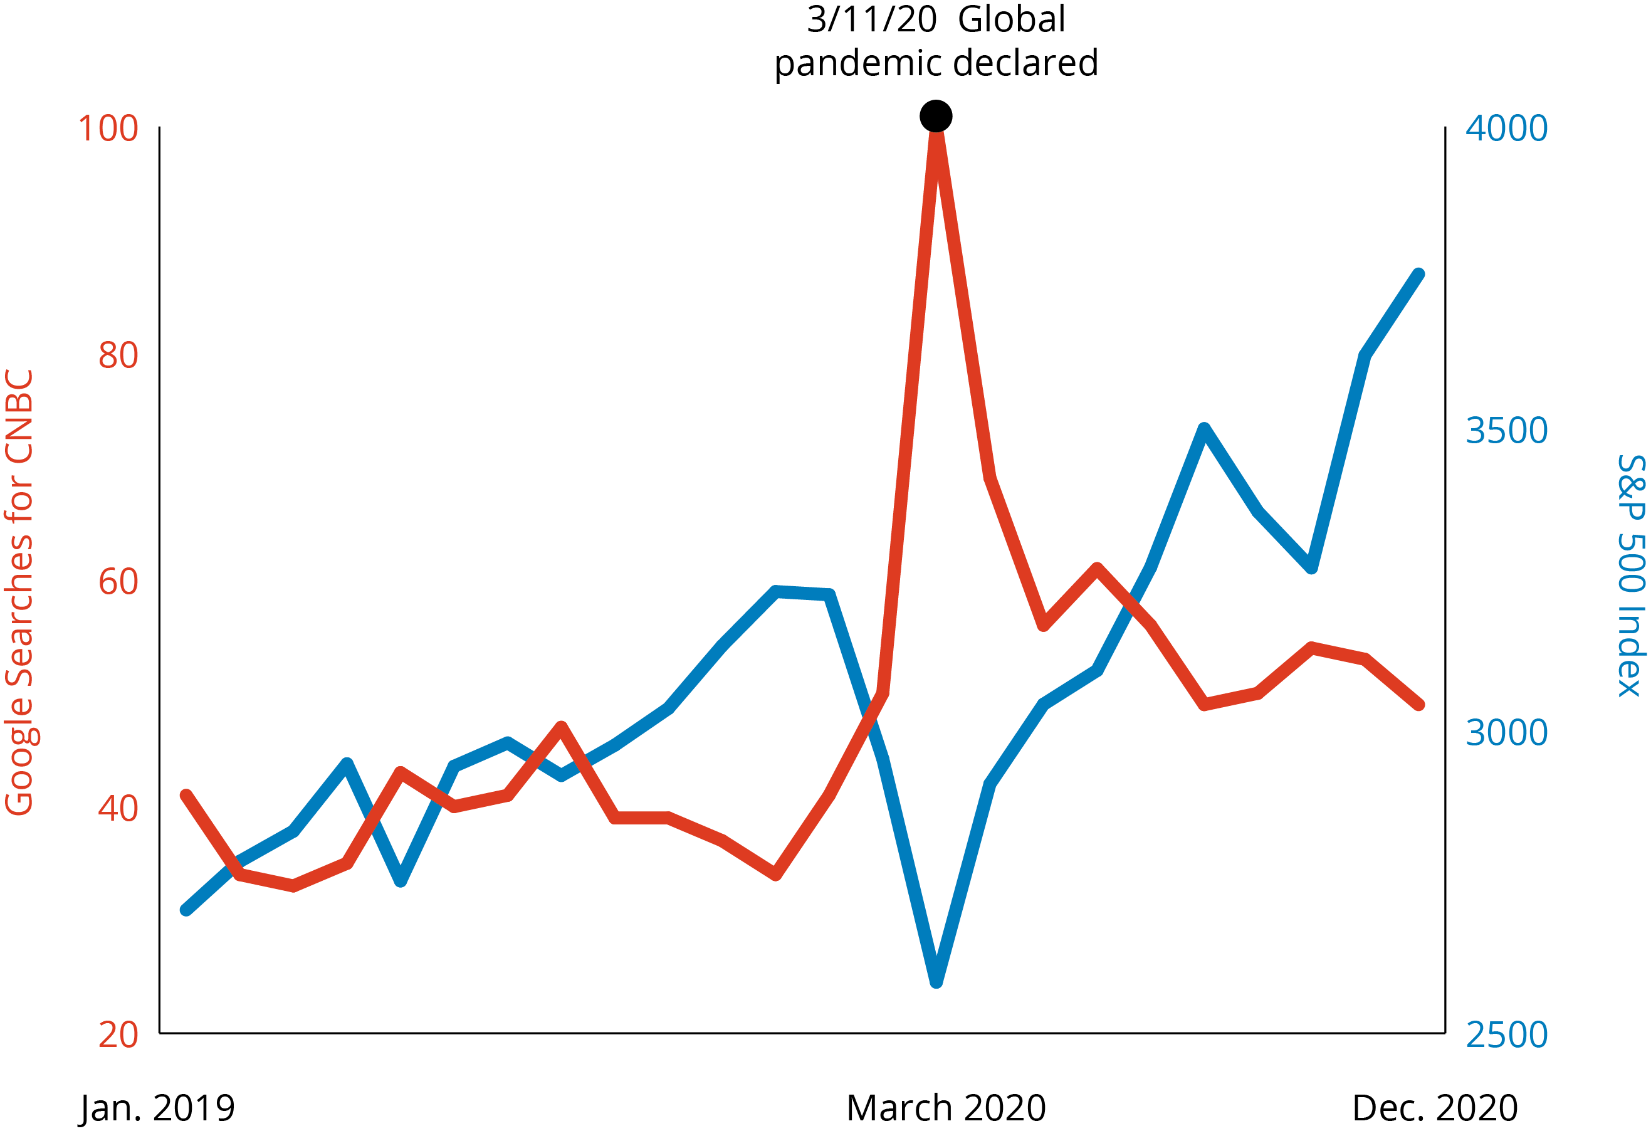 3/11/20 Global
pandemic declared
100
80
60
40
20
Google Searches for CNBC
4000
3500
3000
2500
S&P 500 Index
Jan. 2019
March 2020
Dec. 2020